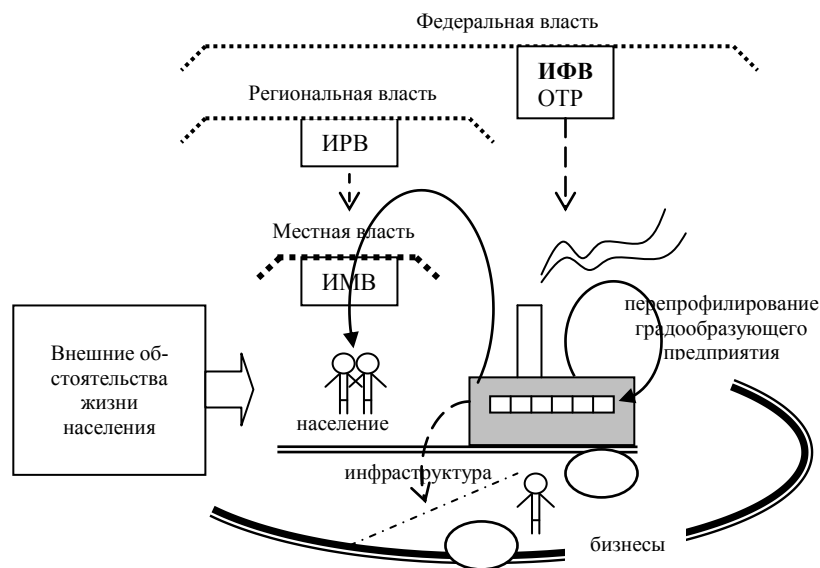 Федеральная власть
ИФВ
ОТР
Региональная власть
ИРВ
Местная власть
ИМВ
перепрофилирование
градообразующего
предприятия
Внешние об-
стоятельства
жизни
населения
население
инфраструктура
бизнесы